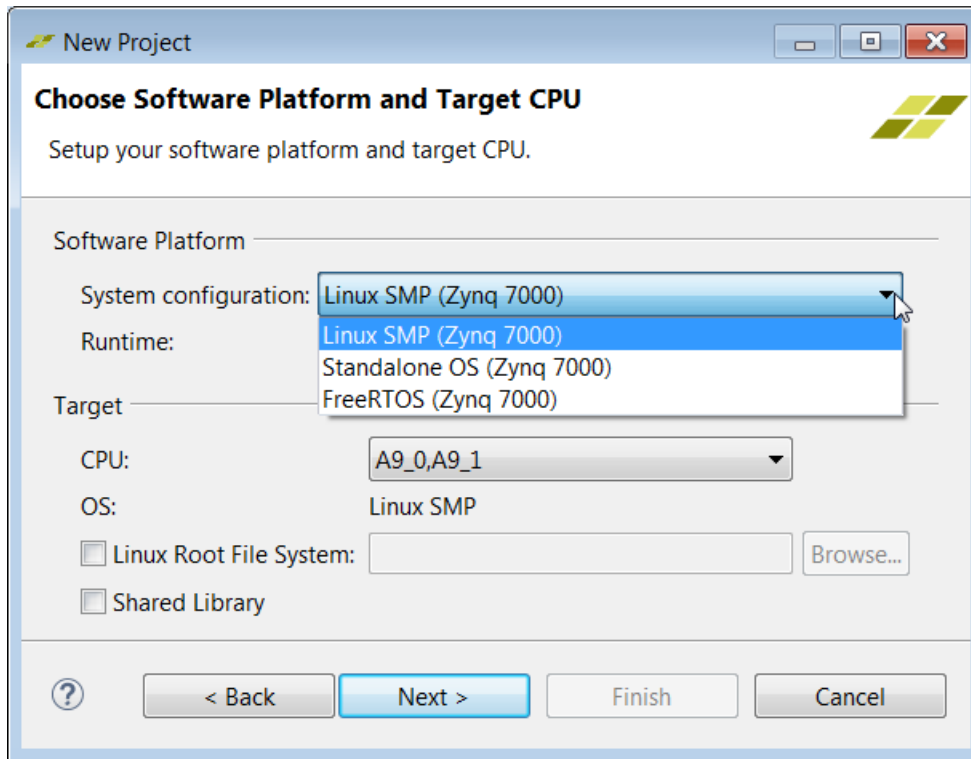 New Project
Choose Software Platform and Target CPU
Setup your software platform and target CPU.
Software Platform
System configuration: Linux SMP (Zynq 7000)
Linux SMP (Zynq 7000)
Runtime:
Standalone OS (Zynq 7000)
FreeRTOS (Zynq 7000)
Target
CPU: A9_0,A9_1
OS: Linux SMP
Linux Root File System: Browse...
Shared Library
? < Back Next > Finish Cancel